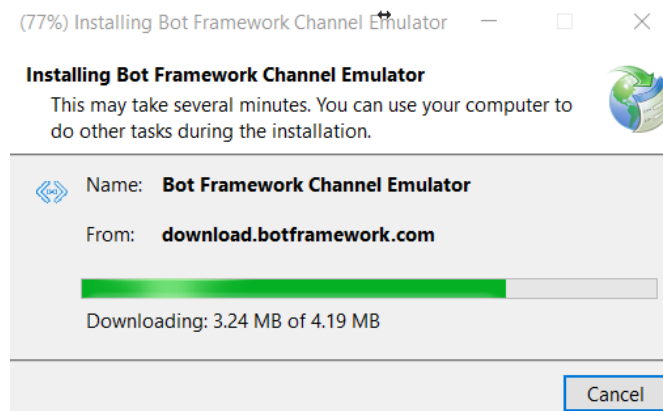 (77%) Installing Bot Framework Channel Emulator
Installing Bot Framework Channel Emulator
This may take several minutes. You can use your computer to
do other tasks during the installation.
Name: Bot Framework Channel Emulator
From: download.botframework.com
Downloading: 3.24 MB of 4.19 MB
Cancel